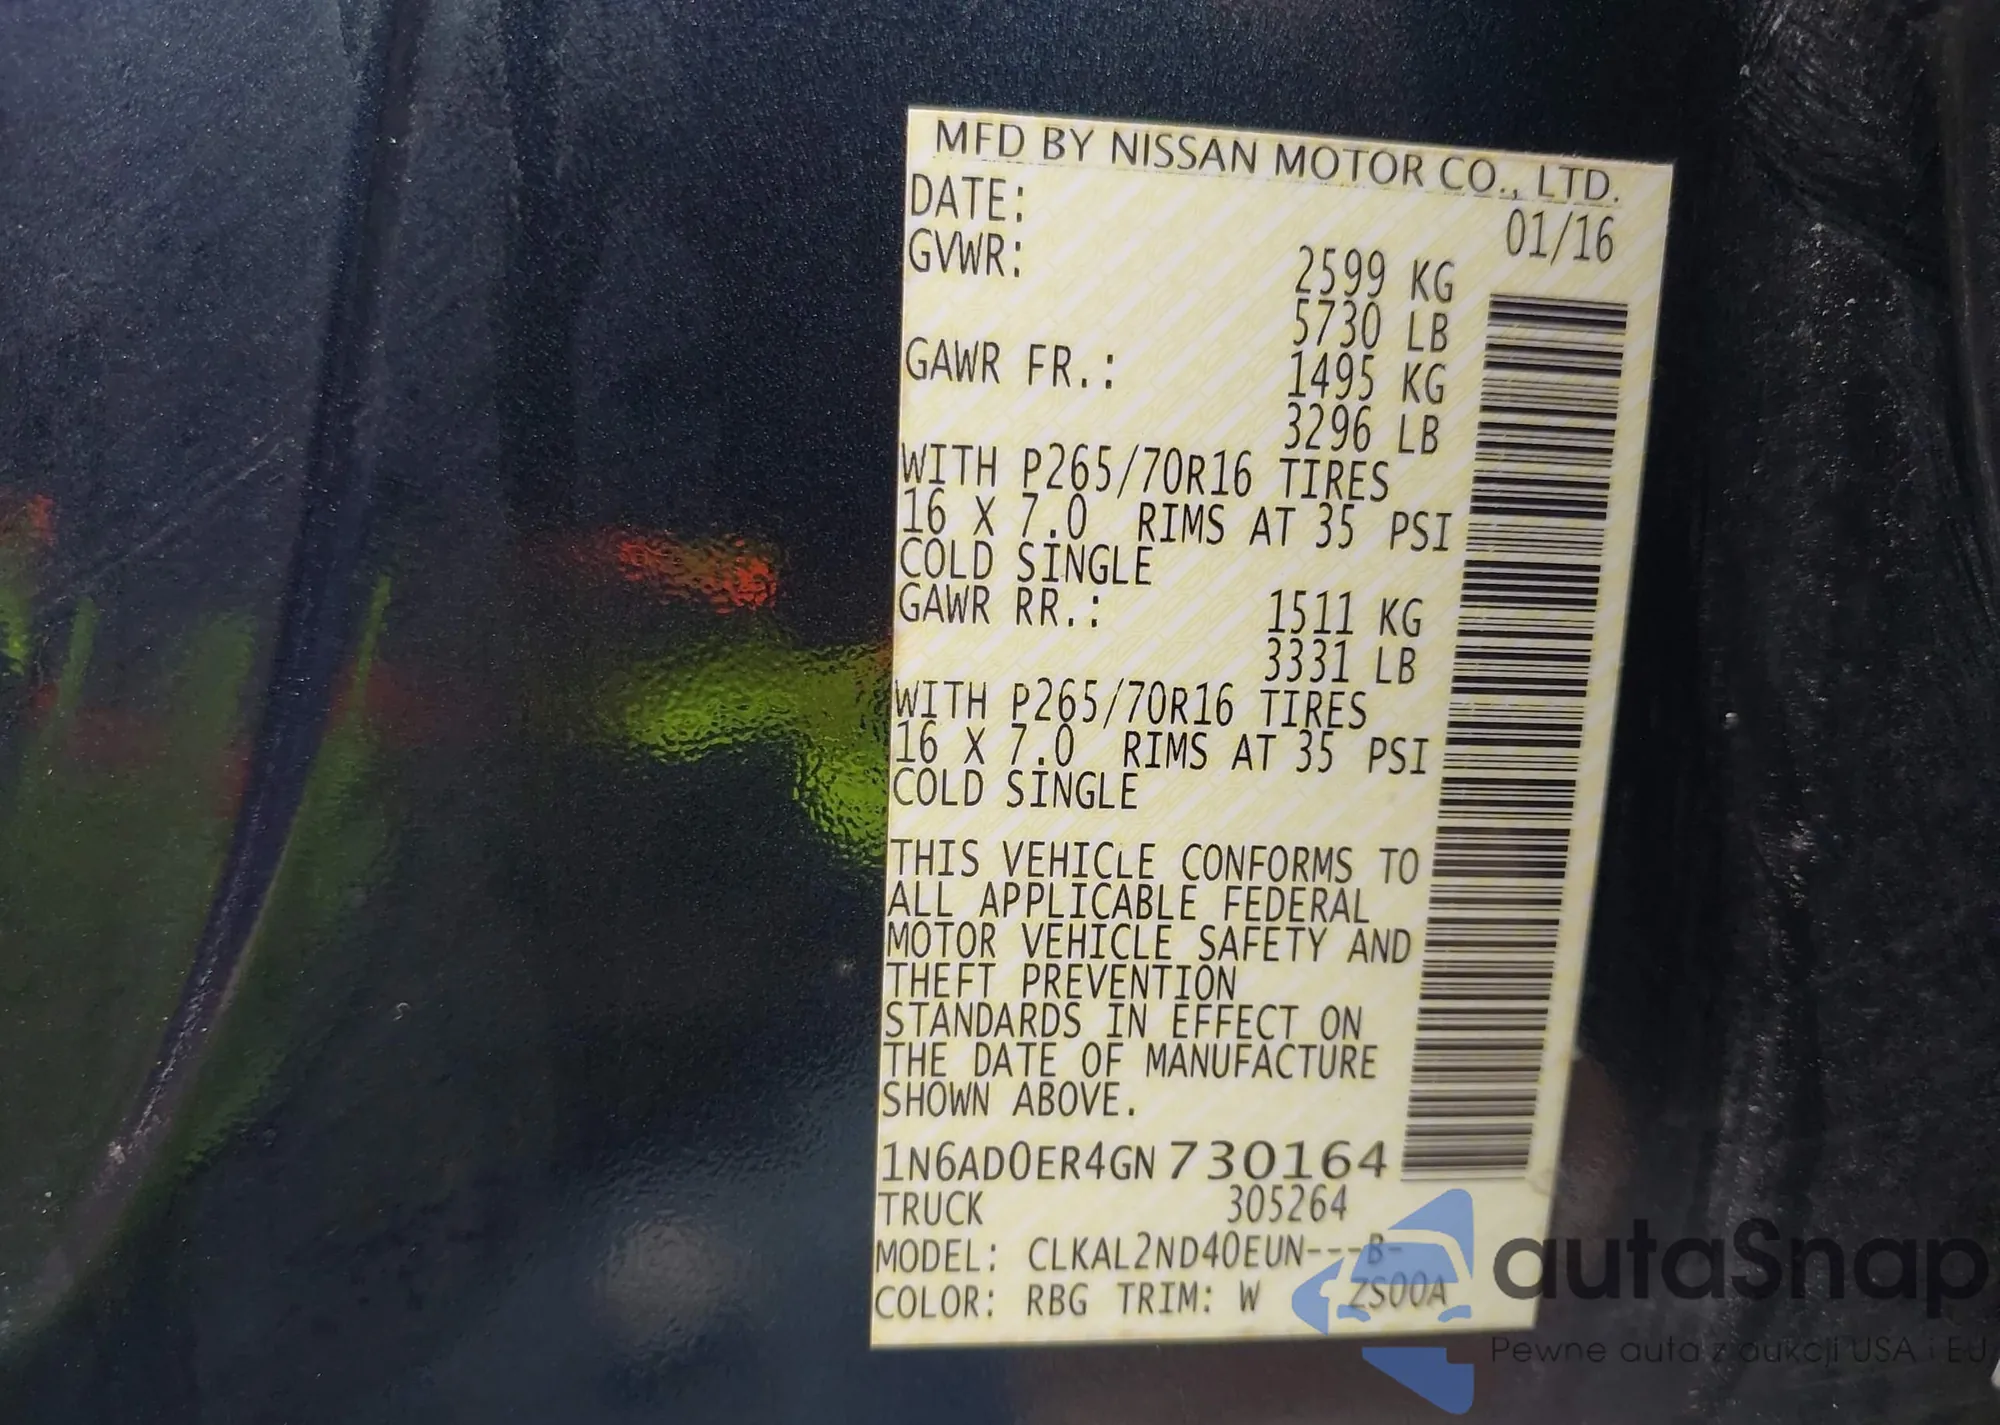 MFD BY NISSAN MOTOR CO., LTD.
DATE: 01/16
GVWR: 2599 KG
5730 LB
GAWR FR.: 1495 KG
3296 LB
WITH P265/70R16 TIRES
16 X 7.0 RIMS AT 35 PSI
COLD SINGLE
GAWR RR.: 1511 KG
3331 LB
WITH P265/70R16 TIRES
16 X 7.0 RIMS AT 35 PSI
COLD SINGLE
THIS VEHICLE CONFORMS TO
ALL APPLICABLE FEDERAL
MOTOR VEHICLE SAFETY AND
THEFT PREVENTION
STANDARDS IN EFFECT ON
THE DATE OF MANUFACTURE
SHOWN ABOVE.
1N6AD0ER4GN730164
TRUCK 305264
MODEL: CLKAL2ND40EUN---B-
COLOR: RBG TRIM: W ZS00A
autaSnap
Pewne auta z aukcji USA i EU